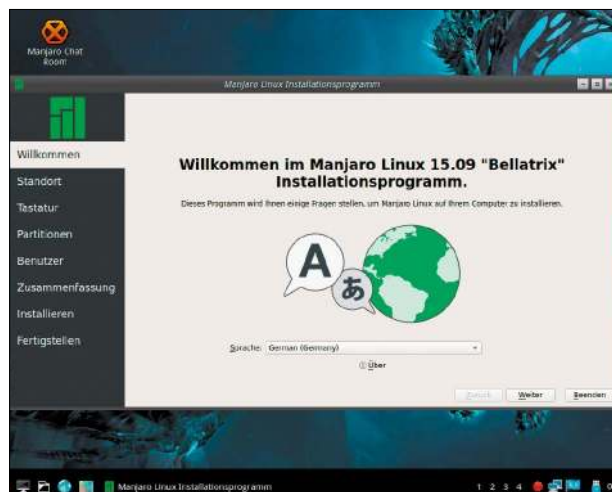 Manjaro Chat
Room
Manjaro Linux Installationsprogramm
Willkommen
Standort
Tastatur
Partitionen
Benutzer
Zusammenfassung
Installieren
Fertigstellen
Willkommen im Manjaro Linux 15.09 "Bellatrix"
Installationsprogramm.
Dieses Programm wird Ihnen einige Fragen stellen, um Manjaro Linux auf Ihrem Computer zu installieren.
A
あ
Sprache: German (Germany)
Über
Zurück Weiter Beenden
Manjaro Linux Installationsprogramm
1 2 3 4